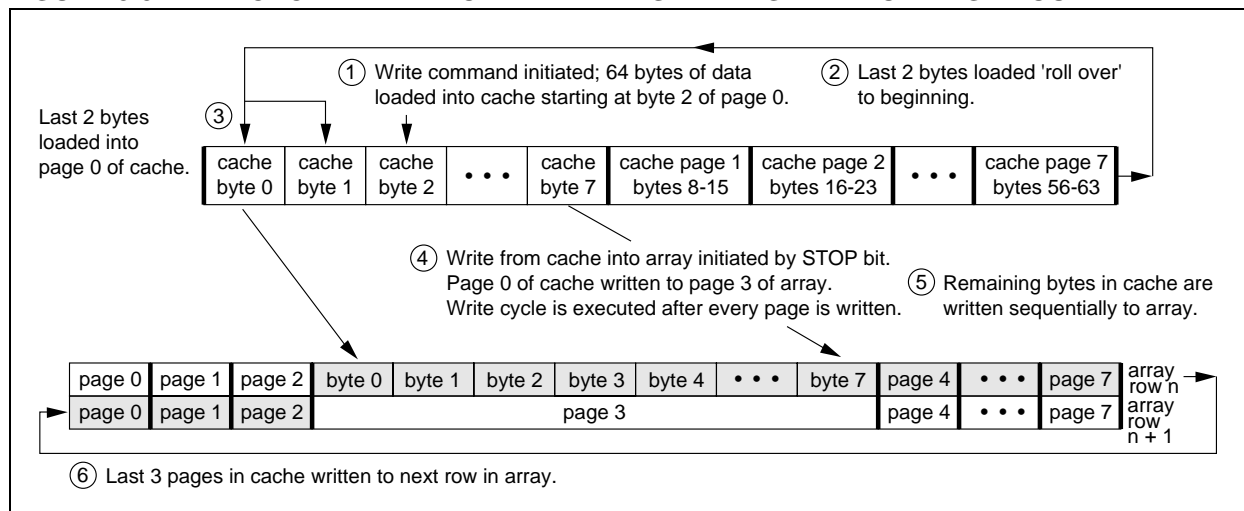 ① Write command initiated; 64 bytes of data
loaded into cache starting at byte 2 of page 0.
② Last 2 bytes loaded 'roll over'
to beginning.
③
Last 2 bytes
loaded into
page 0 of cache.
cache byte 0
cache byte 1
cache byte 2
• • •
cache byte 7
cache page 1 bytes 8-15
cache page 2 bytes 16-23
• • •
cache page 7 bytes 56-63
④ Write from cache into array initiated by STOP bit.
Page 0 of cache written to page 3 of array.
Write cycle is executed after every page is written.
⑤ Remaining bytes in cache are
written sequentially to array.
page 0 page 1 page 2 byte 0 byte 1 byte 2 byte 3 byte 4 • • • byte 7 page 4 • • • page 7 array row n
page 0 page 1 page 2 page 3 page 4 • • • page 7 array row n + 1
⑥ Last 3 pages in cache written to next row in array.